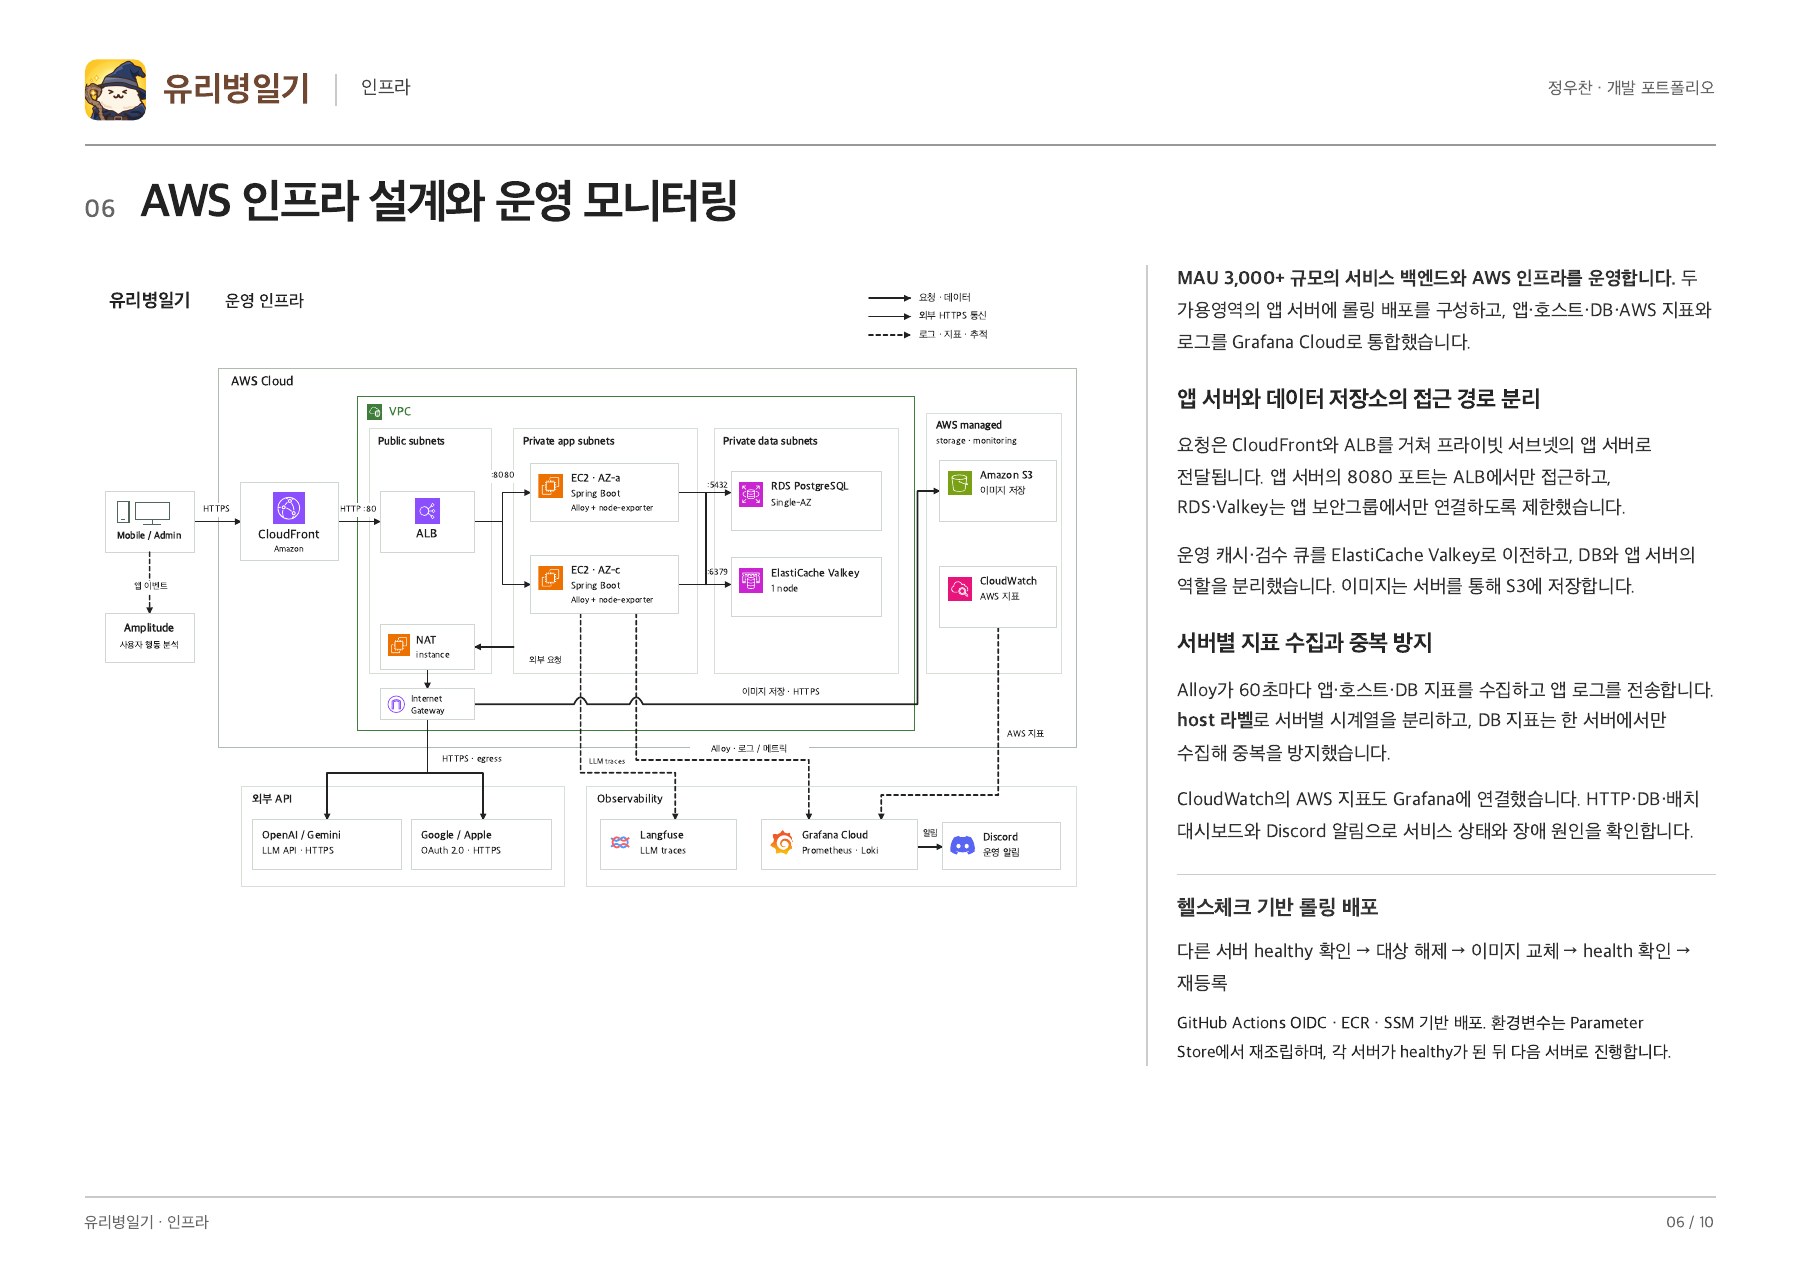 유리병일기
인프라
정우찬 · 개발 포트폴리오
06 AWS 인프라 설계와 운영 모니터링
유리병일기 운영 인프라
요청 · 데이터
외부 HTTPS 통신
로그 · 지표 · 추적
AWS Cloud
VPC
Public subnets
Private app subnets
Private data subnets
AWS managed
storage · monitoring
Mobile / Admin
HTTPS
CloudFront
Amazon
HTTP :80
ALB
:8080
EC2 · AZ-a
Spring Boot
Alloy + node-exporter
EC2 · AZ-c
Spring Boot
Alloy + node-exporter
:5432
RDS PostgreSQL
Single-AZ
:6379
ElastiCache Valkey
1 node
Amazon S3
이미지 저장
CloudWatch
AWS 지표
앱 이벤트
Amplitude
사용자 행동 분석
NAT
instance
외부 요청
Internet
Gateway
이미지 저장 · HTTPS
AWS 지표
HTTPS · egress
LLM traces
Alloy · 로그 / 메트릭
외부 API
OpenAI / Gemini
LLM API · HTTPS
Google / Apple
OAuth 2.0 · HTTPS
Observability
Langfuse
LLM traces
Grafana Cloud
Prometheus · Loki
알림
Discord
운영 알림
MAU 3,000+ 규모의 서비스 백엔드와 AWS 인프라를 운영합니다. 두
가용영역의 앱 서버에 롤링 배포를 구성하고, 앱·호스트·DB·AWS 지표와
로그를 Grafana Cloud로 통합했습니다.
앱 서버와 데이터 저장소의 접근 경로 분리
요청은 CloudFront와 ALB를 거쳐 프라이빗 서브넷의 앱 서버로
전달됩니다. 앱 서버의 8080 포트는 ALB에서만 접근하고,
RDS·Valkey는 앱 보안그룹에서만 연결하도록 제한했습니다.
운영 캐시·검수 큐를 ElastiCache Valkey로 이전하고, DB와 앱 서버의
역할을 분리했습니다. 이미지는 서버를 통해 S3에 저장합니다.
서버별 지표 수집과 중복 방지
Alloy가 60초마다 앱·호스트·DB 지표를 수집하고 앱 로그를 전송합니다.
host 라벨로 서버별 시계열을 분리하고, DB 지표는 한 서버에서만
수집해 중복을 방지했습니다.
CloudWatch의 AWS 지표도 Grafana에 연결했습니다. HTTP·DB·배치
대시보드와 Discord 알림으로 서비스 상태와 장애 원인을 확인합니다.
헬스체크 기반 롤링 배포
다른 서버 healthy 확인 → 대상 해제 → 이미지 교체 → health 확인 →
재등록
GitHub Actions OIDC · ECR · SSM 기반 배포. 환경변수는 Parameter
Store에서 재조립하며, 각 서버가 healthy가 된 뒤 다음 서버로 진행합니다.
유리병일기 · 인프라
06 / 10